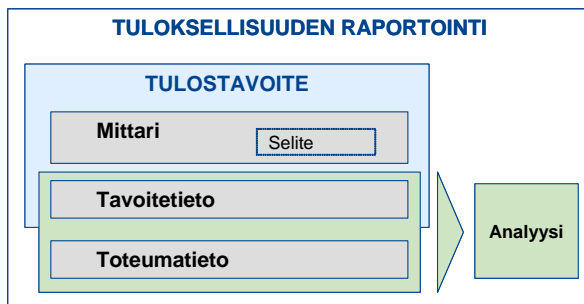 TULOKSELLISUUDEN RAPORTOINTI
TULOSTAVOITE
Mittari
Selite
Tavoitetieto
Toteumatieto
Analyysi